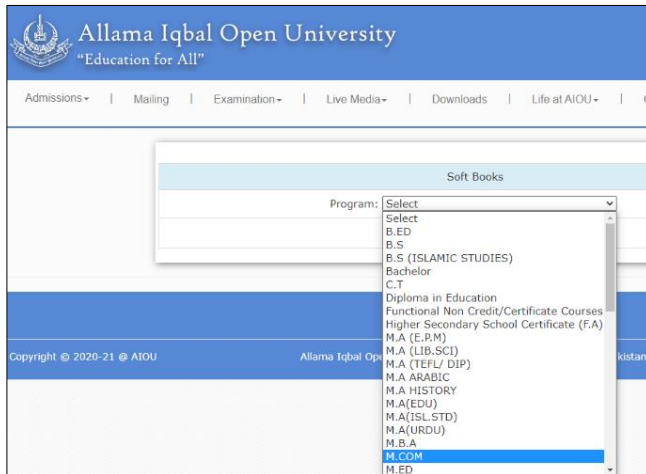 Allama Iqbal Open University
“Education for All”
Admissions | Mailing | Examination | Live Media | Downloads | Life at AIOU |
Soft Books
Program: Select
Select
B.ED
B.S
B.S (ISLAMIC STUDIES)
Bachelor
C.T
Diploma in Education
Functional Non Credit/Certificate Courses
Higher Secondary School Certificate (F.A)
M.A (E.P.M)
M.A (LIB.SCI)
M.A (TEFL/ DIP)
M.A ARABIC
M.A HISTORY
M.A(EDU)
M.A(ISL.STD)
M.A(URDU)
M.B.A
M.COM
M.ED
Copyright © 2020-21 @ AIOU Allama Iqbal Ope kistan